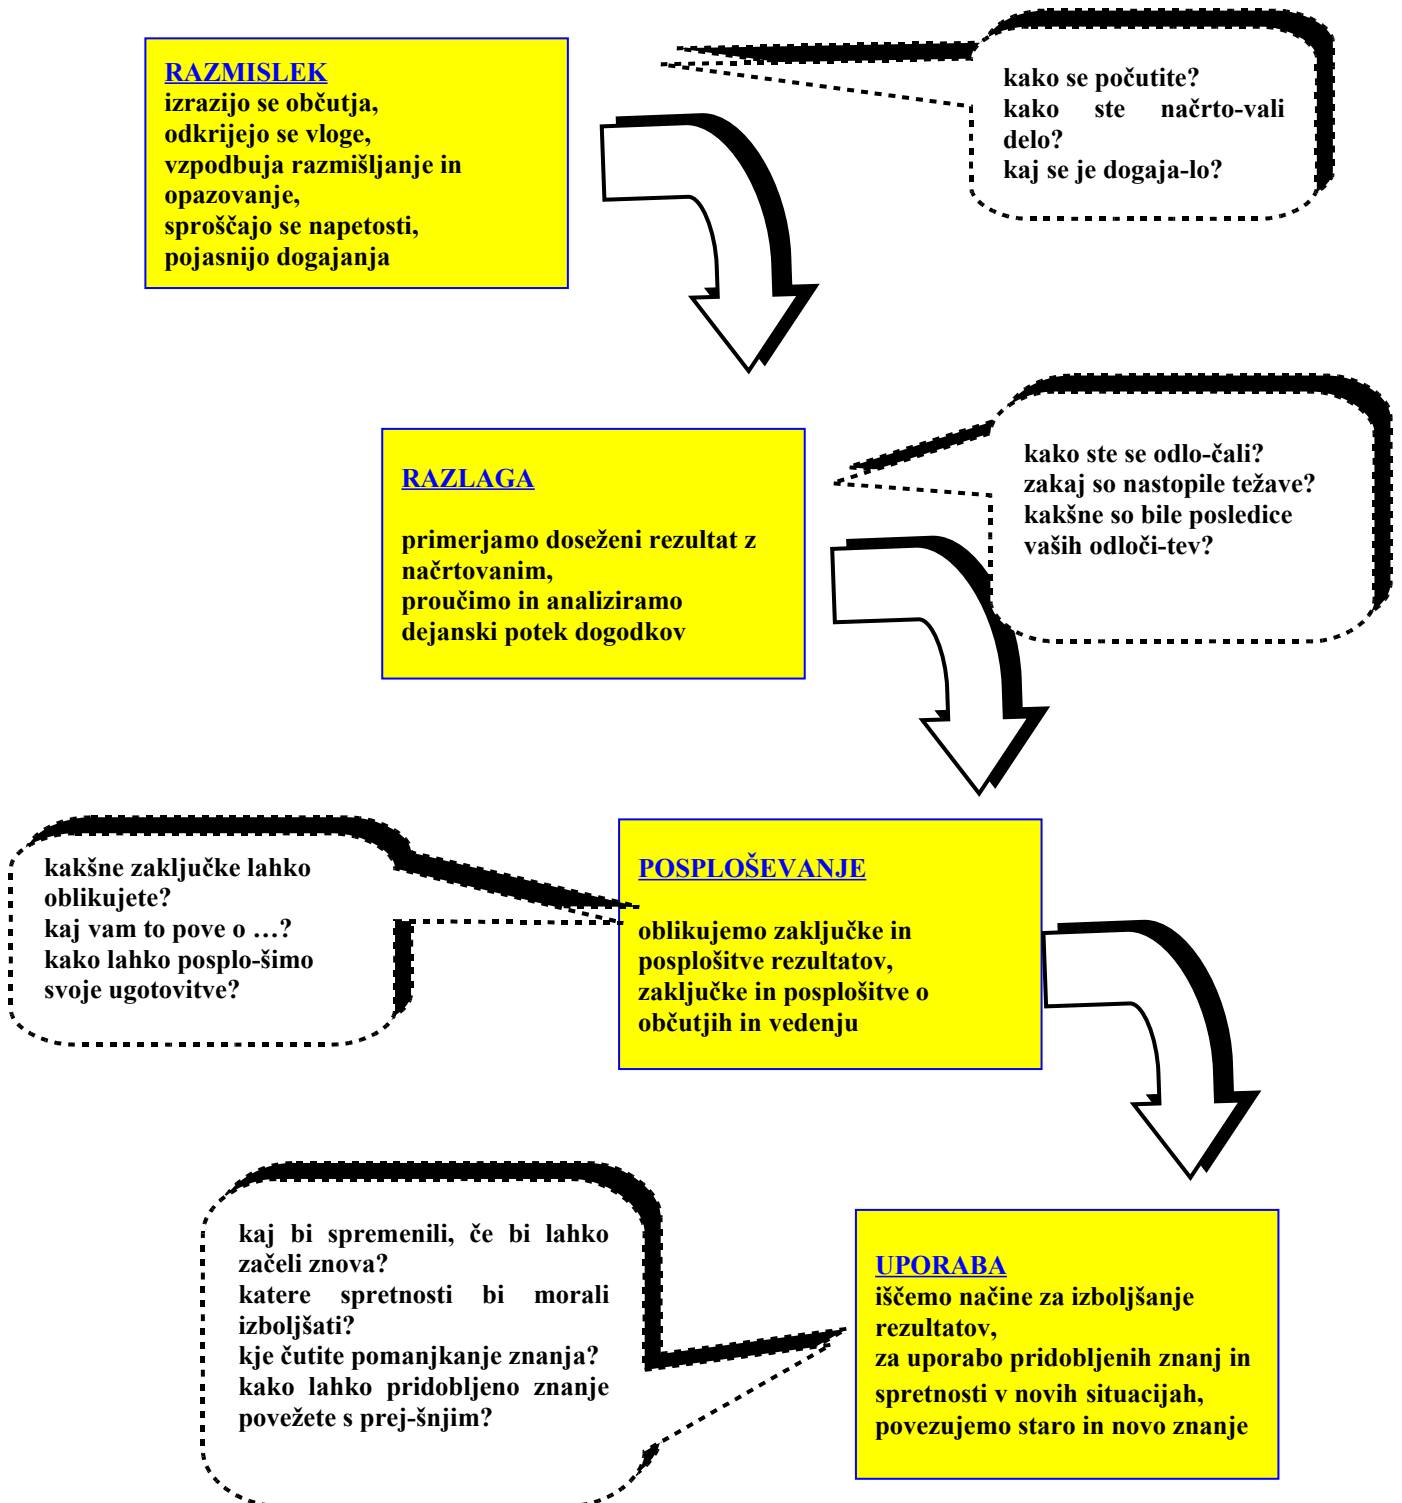 RAZMISLEK
izrazijo se občutja,
odkrijejo se vloge,
vzpodbuja razmišljanje in
opazovanje,
sproščajo se napetosti,
pojasnijo dogajanja
kako se počutite?
kako ste načrto-vali
delo?
kaj se je dogaja-lo?
RAZLAGA
primerjamo doseženi rezultat z
načrtovanim,
proučimo in analiziramo
dejanski potek dogodkov
kako ste se odlo-čali?
zakaj so nastopile težave?
kakšne so bile posledice
vaših odloči-tev?
kakšne zaključke lahko
oblikujete?
kaj vam to pove o …?
kako lahko posplo-šimo
svoje ugotovitve?
POSPLOŠEVANJE
oblikujemo zaključke in
posplošitve rezultatov,
zaključke in posplošitve o
občutjih in vedenju
kaj bi spremenili, če bi lahko
začeli znova?
katere spretnosti bi morali
izboljšati?
kje čutite pomanjkanje znanja?
kako lahko pridobljeno znanje
povežete s prej-šnjim?
UPORABA
iščemo načine za izboljšanje
rezultatov,
za uporabo pridobljenih znanj in
spretnosti v novih situacijah,
povezujemo staro in novo znanje